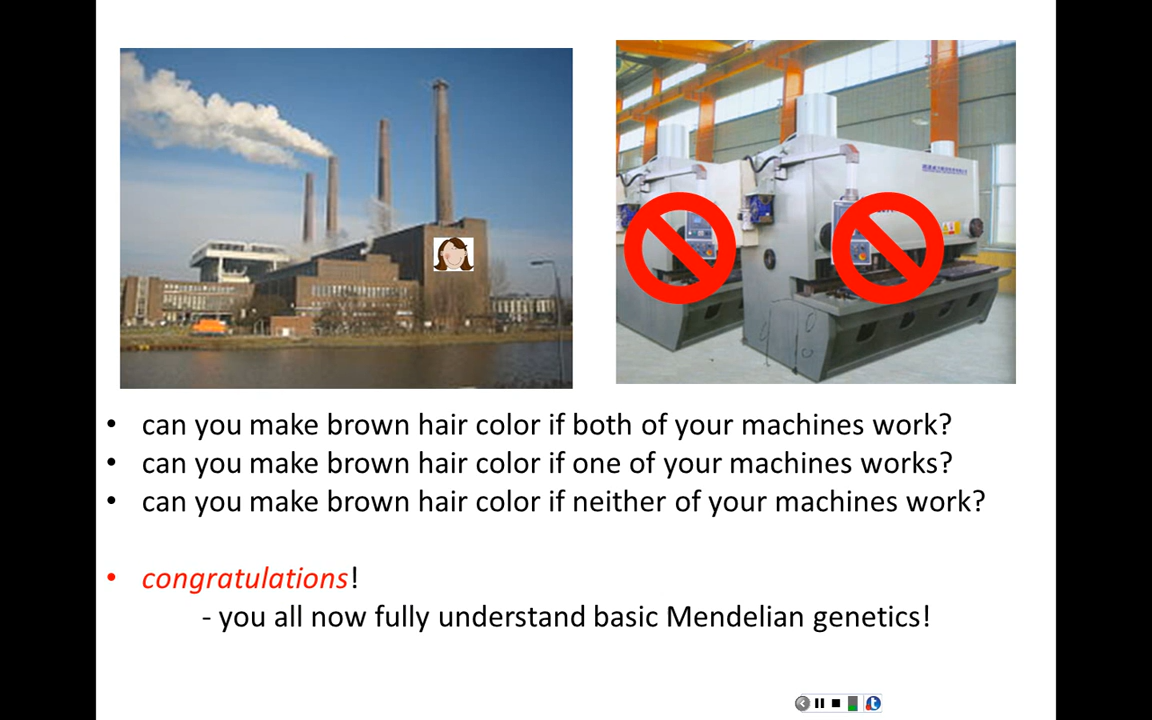 • can you make brown hair color if both of your machines work?
• can you make brown hair color if one of your machines works?
• can you make brown hair color if neither of your machines work?
• congratulations!
- you all now fully understand basic Mendelian genetics!